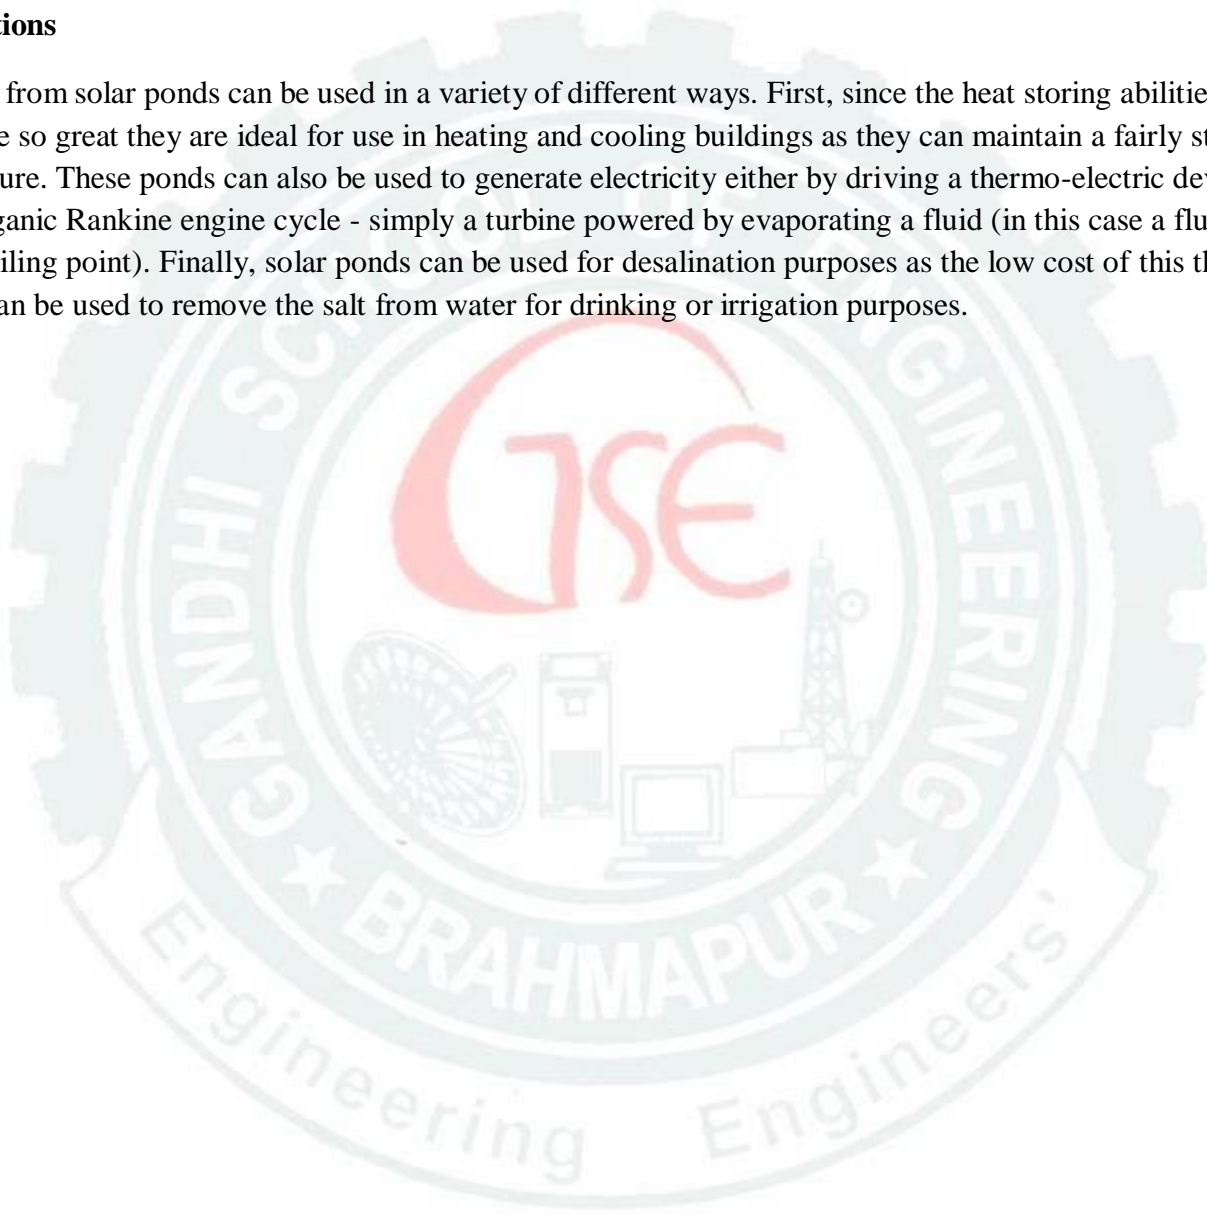 tions
from solar ponds can be used in a variety of different ways. First, since the heat storing abilitie
e so great they are ideal for use in heating and cooling buildings as they can maintain a fairly st
ure. These ponds can also be used to generate electricity either by driving a thermo-electric dev
ganic Rankine engine cycle - simply a turbine powered by evaporating a fluid (in this case a flu
iling point). Finally, solar ponds can be used for desalination purposes as the low cost of this th
an be used to remove the salt from water for drinking or irrigation purposes.
GANDHI SCHOOL OF ENGINEERING
GSE
★ BRAHMAPUR ★
Engineering Engineers'